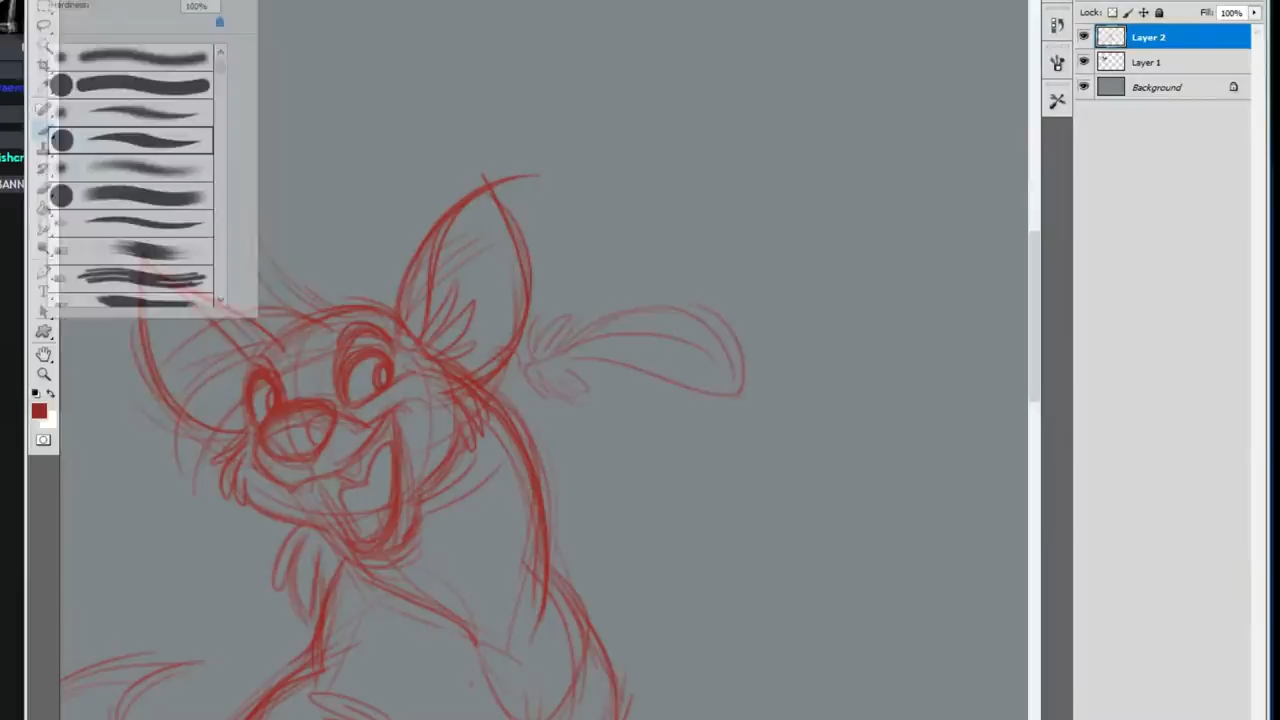 Hardness:
100%
Lock:
Fill: 100%
Layer 2
Layer 1
Background